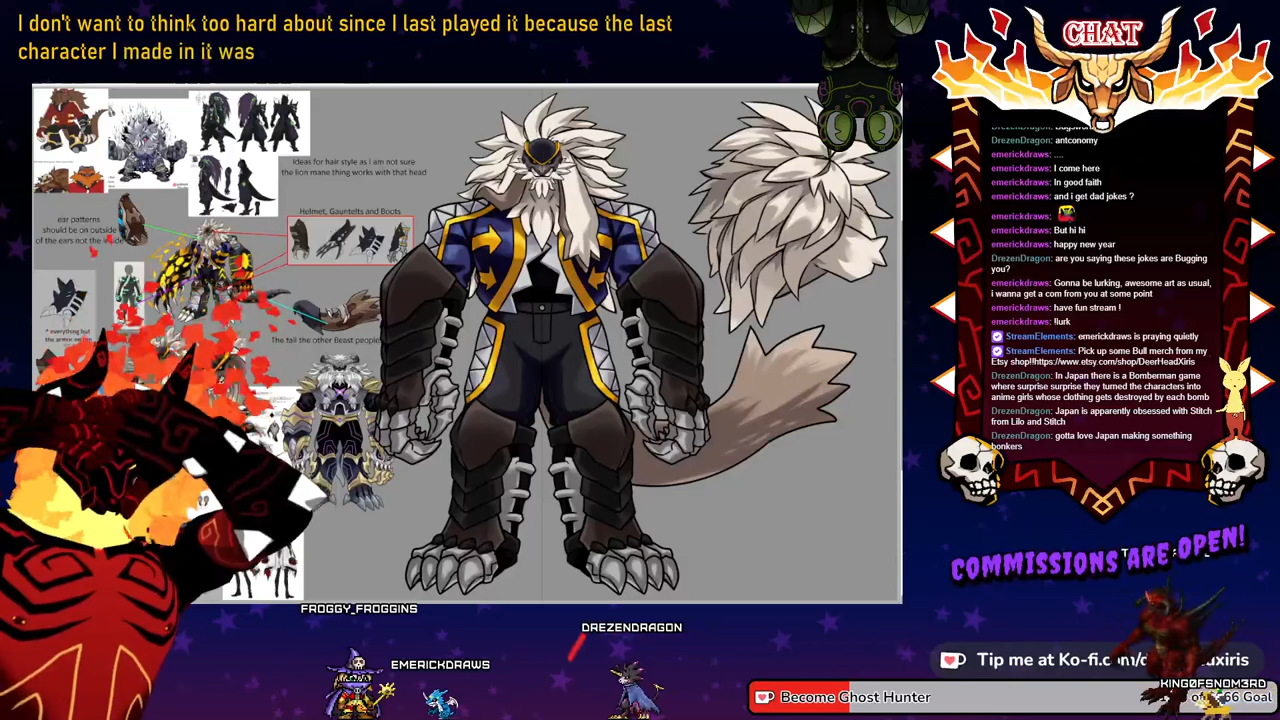 I don't want to think too hard about since I last played it because the last
character I made in it was
Ideas for hair style as i am not sure
the lion mane thing works with that head
Helmet, Gauntelts and Boots
ear patterns
should be on outside
of the ears not the inside
* everything but
The tail the other Beast people
CHAT
DrezenDragon:
antconomy
emerickdraws:
....
emerickdraws: I come here
emerickdraws: In good faith
emerickdraws: and i get dad jokes ?
emerickdraws:
emerickdraws: But hi hi
emerickdraws: happy new year
DrezenDragon: are you saying these jokes are Bugging
you?
emerickdraws: Gonna be lurking, awesome art as usual,
i wanna get a com from you at some point
emerickdraws: have fun stream !
emerickdraws: !lurk
StreamElements: emerickdraws is praying quietly
StreamElements: Pick up some Bull merch from my
Etsy shop!!https://www.etsy.com/shop/DeerHeadXiris
DrezenDragon: In Japan there is a Bomberman game
where surprise surprise they turned the characters into
anime girls whose clothing gets destroyed by each bomb
DrezenDragon: Japan is apparently obsessed with Stitch
from Lilo and Stitch
DrezenDragon: gotta love Japan making something
bonkers
COMMISSIONS ARE OPEN!
FROGGY_FROGGINS
DREZENDRAGON
EMERICKDRAWS
Tip me at Ko-fi.com/
KINGOFSNOM3RD
Become Ghost Hunter
Goal